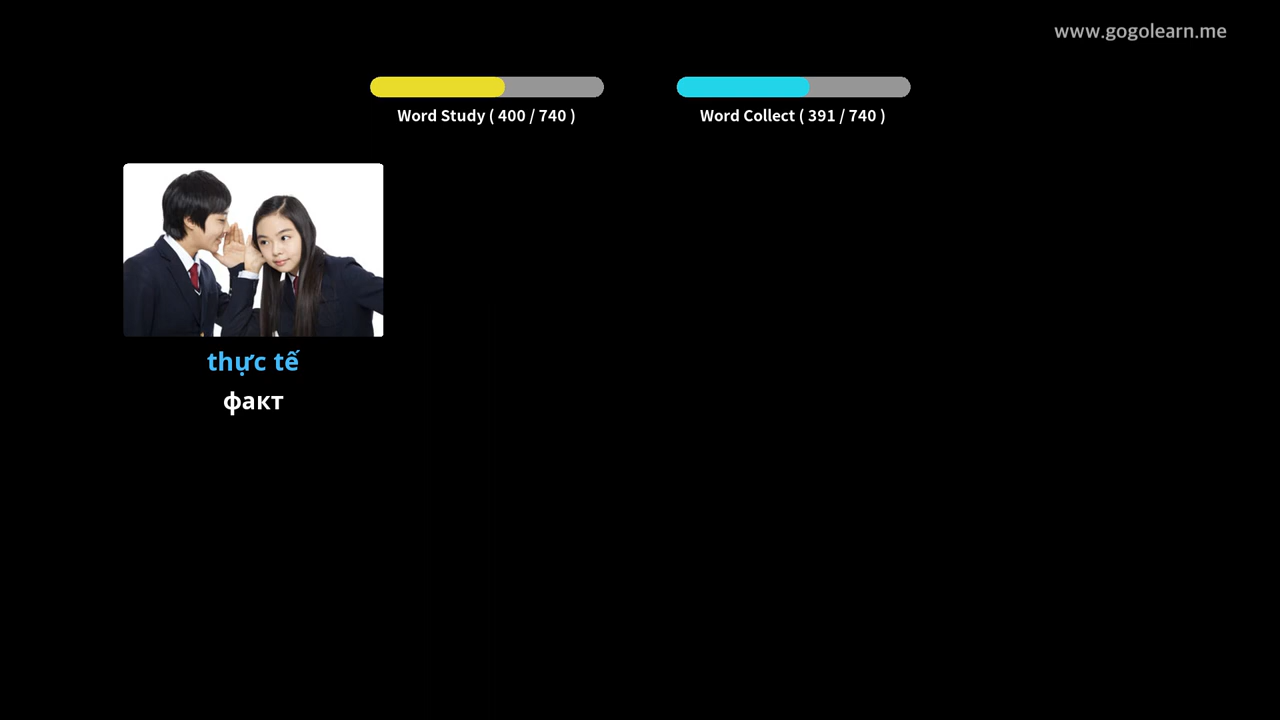 www.gogolearn.me
Word Study ( 400 / 740 )
Word Collect ( 391 / 740 )
thực tế
факт